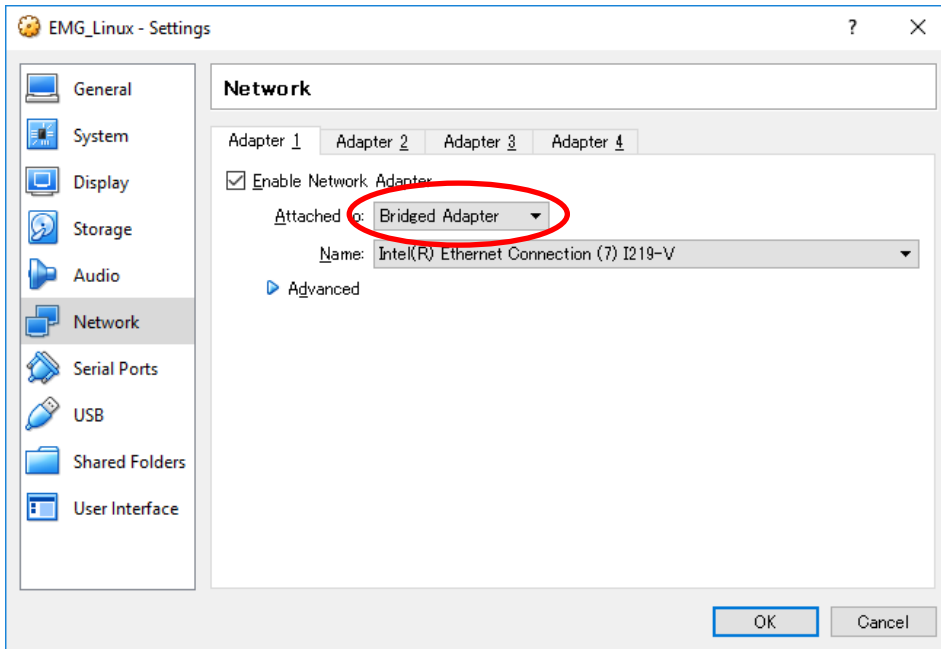 EMG_Linux - Settings
?
General
System
Display
Storage
Audio
Network
Serial Ports
USB
Shared Folders
User Interface
Network
Adapter 1 Adapter 2 Adapter 3 Adapter 4
Enable Network Adapter
Attached to: Bridged Adapter
Name: Intel(R) Ethernet Connection (7) I219-V
Advanced
OK Cancel